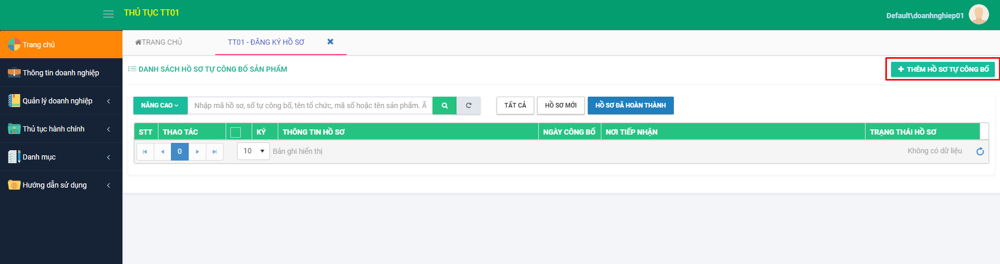 THỦ TỤC TT01
Default\doanhnghiep01
Trang chủ
Thông tin doanh nghiệp
Quản lý doanh nghiệp
Thủ tục hành chính
Danh mục
Hướng dẫn sử dụng
TRANG CHỦ
TT01 - ĐĂNG KÝ HỒ SƠ
DANH SÁCH HỒ SƠ TỰ CÔNG BỐ SẢN PHẨM
THÊM HỒ SƠ TỰ CÔNG BỐ
NÂNG CAO
Nhập mã hồ sơ, số tự công bố, tên tổ chức, mã số hoặc tên sản phẩm.
TẤT CẢ
HỒ SƠ MỚI
HỒ SƠ ĐÃ HOÀN THÀNH
STT THAO TÁC KÝ THÔNG TIN HỒ SƠ NGÀY CÔNG BỐ NƠI TIẾP NHẬN TRẠNG THÁI HỒ SƠ
0 10 Bản ghi hiển thị Không có dữ liệu